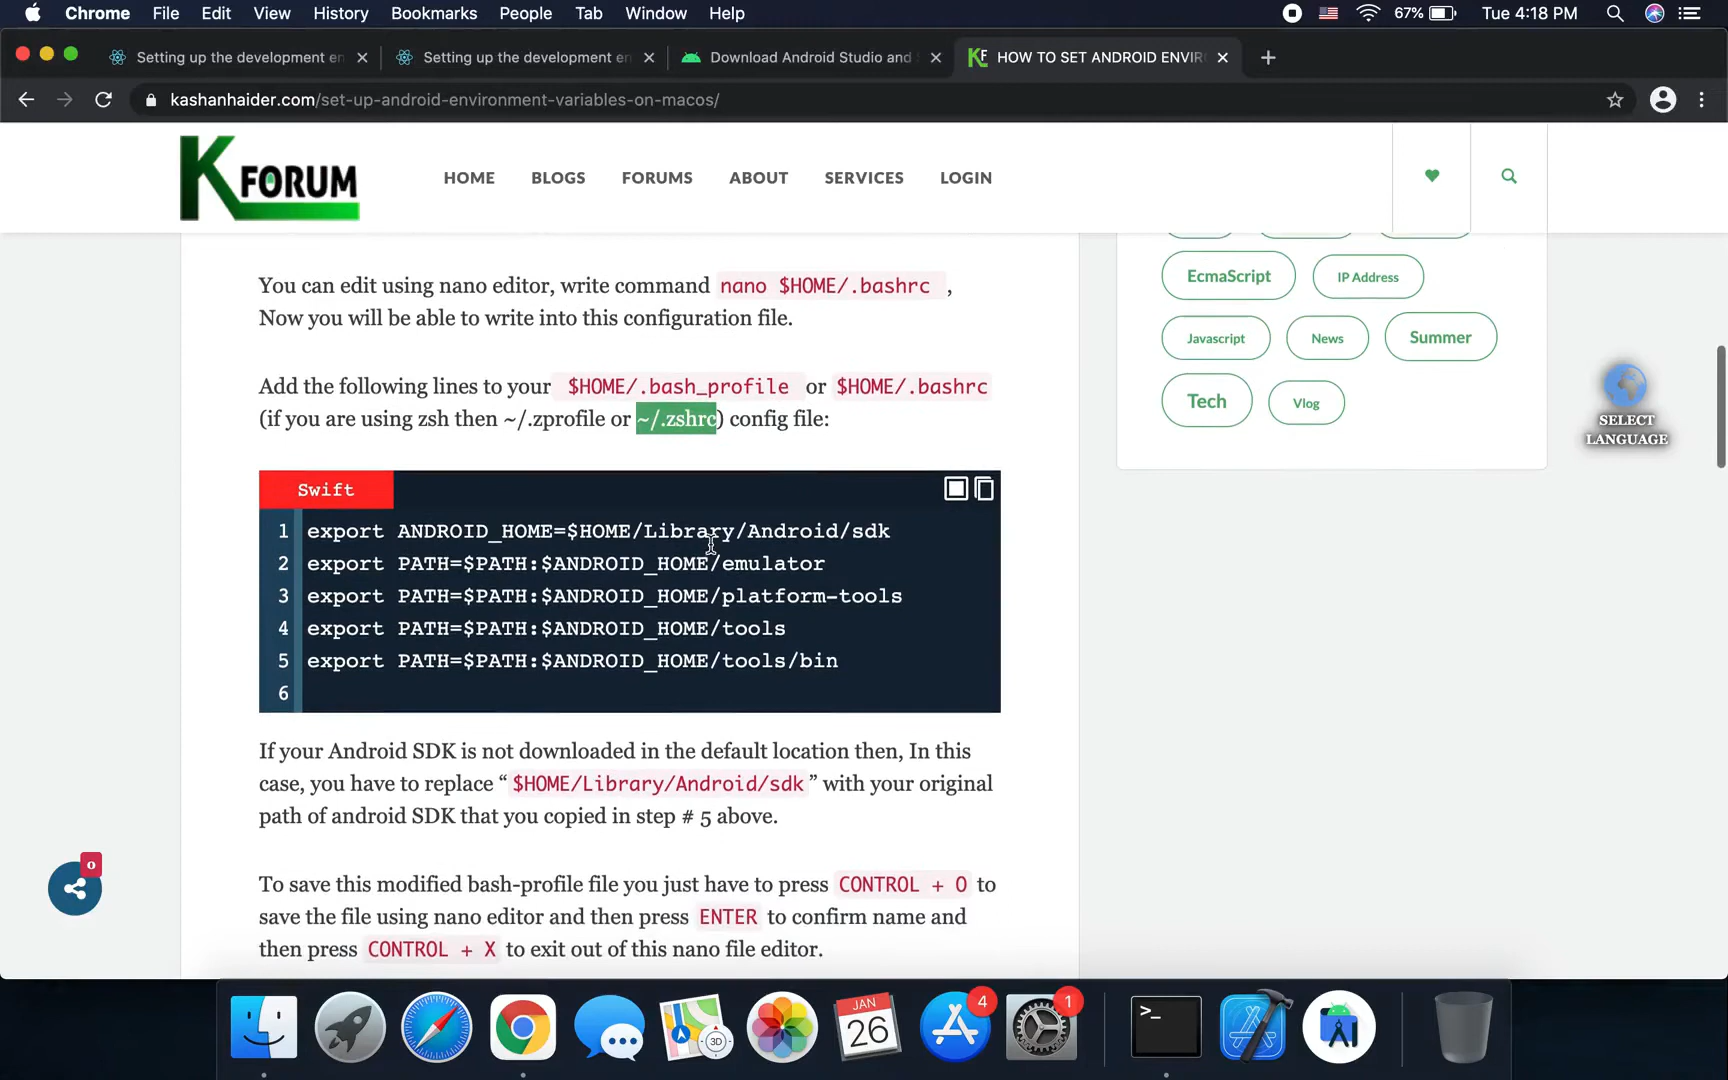 Chrome File Edit View History Bookmarks People Tab Window Help 67% Tue 4:18 PM
Setting up the development en Setting up the development en Download Android Studio and HOW TO SET ANDROID ENVIR
kashanhaider.com/set-up-android-environment-variables-on-macos/
K FORUM HOME BLOGS FORUMS ABOUT SERVICES LOGIN
You can edit using nano editor, write command nano $HOME/.bashrc ,
Now you will be able to write into this configuration file.
Add the following lines to your $HOME/.bash_profile or $HOME/.bashrc
(if you are using zsh then ~/.zprofile or ~/.zshrc) config file:
Swift
1 export ANDROID_HOME=$HOME/Library/Android/sdk
2 export PATH=$PATH:$ANDROID_HOME/emulator
3 export PATH=$PATH:$ANDROID_HOME/platform-tools
4 export PATH=$PATH:$ANDROID_HOME/tools
5 export PATH=$PATH:$ANDROID_HOME/tools/bin
6
If your Android SDK is not downloaded in the default location then, In this
case, you have to replace “ $HOME/Library/Android/sdk ” with your original
path of android SDK that you copied in step # 5 above.
To save this modified bash-profile file you just have to press CONTROL + O to
save the file using nano editor and then press ENTER to confirm name and
then press CONTROL + X to exit out of this nano file editor.
EcmaScript IP Address
Javascript News Summer
Tech Vlog
SELECT
LANGUAGE
0
3D
JAN
26
4
1
>_